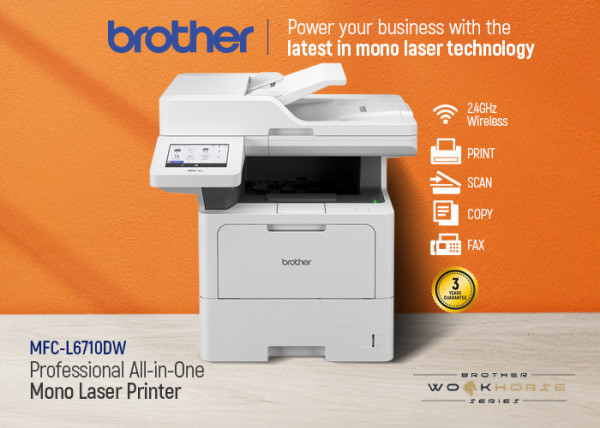 brother
Power your business with the
latest in mono laser technology
2.4GHz
Wireless
PRINT
SCAN
COPY
FAX
3
YEARS
GUARANTEE
brother
MFC-L6710DW
Professional All-in-One
Mono Laser Printer
BROTHER
WORKHORSE
SERIES